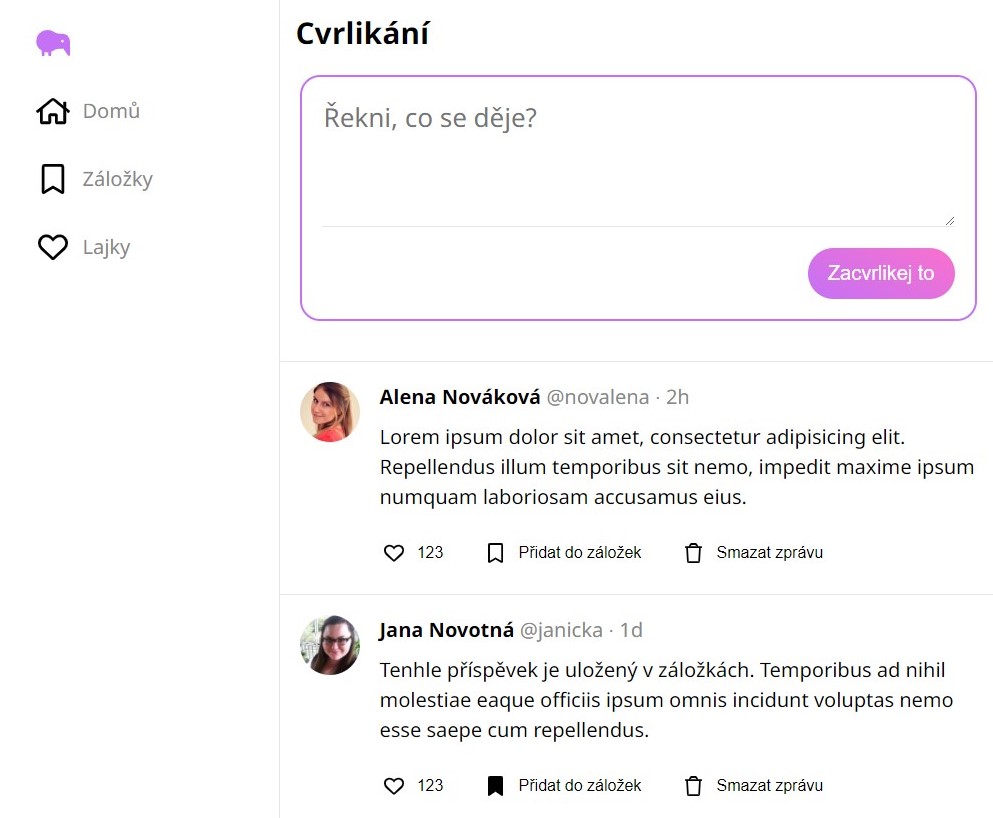 Domů
Záložky
Lajky
Cvrlikání
Řekni, co se děje?
Zacvrlikej to
Alena Nováková @novalena · 2h
Lorem ipsum dolor sit amet, consectetur adipisicing elit.
Repellendus illum temporibus sit nemo, impedit maxime ipsum
numquam laboriosam accusamus eius.
123 Přidat do záložek Smazat zprávu
Jana Novotná @janicka · 1d
Tenhle příspěvek je uložený v záložkách. Temporibus ad nihil
molestiae eaque officiis ipsum omnis incidunt voluptas nemo
esse saepe cum repellendus.
123 Přidat do záložek Smazat zprávu